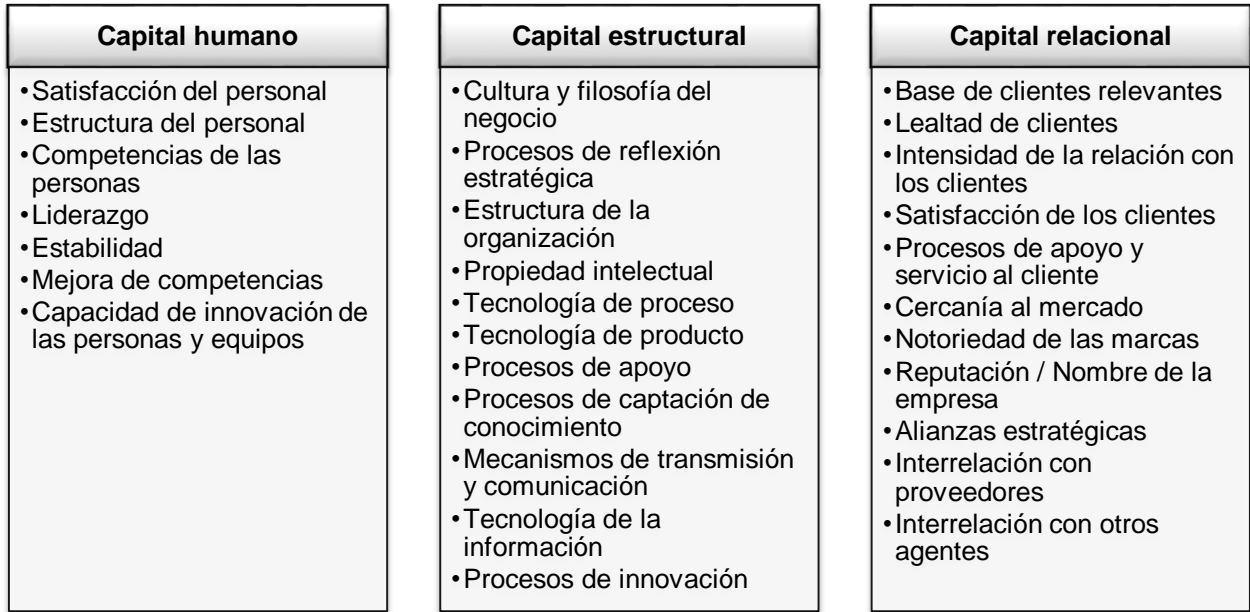 Capital humano
•Satisfacción del personal
•Estructura del personal
•Competencias de las
personas
•Liderazgo
•Estabilidad
•Mejora de competencias
•Capacidad de innovación de
las personas y equipos
Capital estructural
•Cultura y filosofía del
negocio
•Procesos de reflexión
estratégica
•Estructura de la
organización
•Propiedad intelectual
•Tecnología de proceso
•Tecnología de producto
•Procesos de apoyo
•Procesos de captación de
conocimiento
•Mecanismos de transmisión
y comunicación
•Tecnología de la
información
•Procesos de innovación
Capital relacional
•Base de clientes relevantes
•Lealtad de clientes
•Intensidad de la relación con
los clientes
•Satisfacción de los clientes
•Procesos de apoyo y
servicio al cliente
•Cercanía al mercado
•Notoriedad de las marcas
•Reputación / Nombre de la
empresa
•Alianzas estratégicas
•Interrelación con
proveedores
•Interrelación con otros
agentes